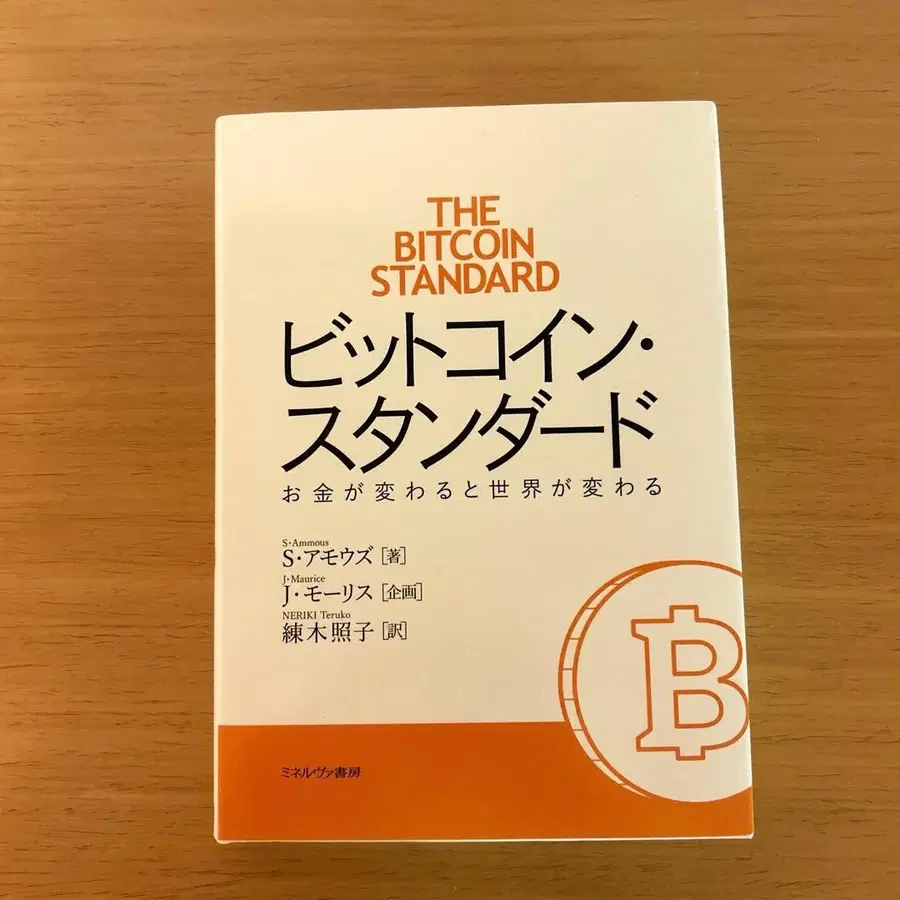 THE
BITCOIN
STANDARD
ビットコイン・
スタンダード
お金が変わると世界が変わる
S・Ammous
S・アモウズ[著]
J・Maurice
J・モーリス[企画]
NERIKI Teruko
練木照子[訳]
ミネルヴァ書房